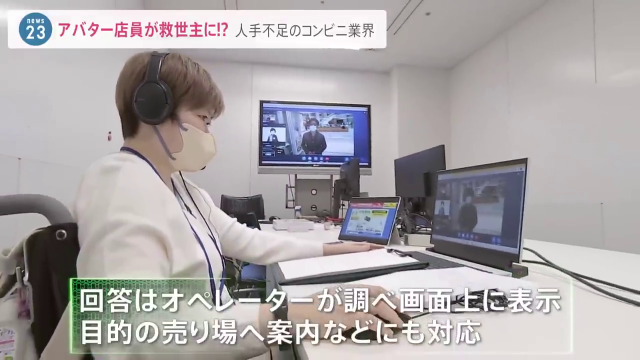 news
23
アバター店員が救世主に!? 人手不足のコンビニ業界
回答はオペレーターが調べ画面上に表示
目的の売り場へ案内などにも対応